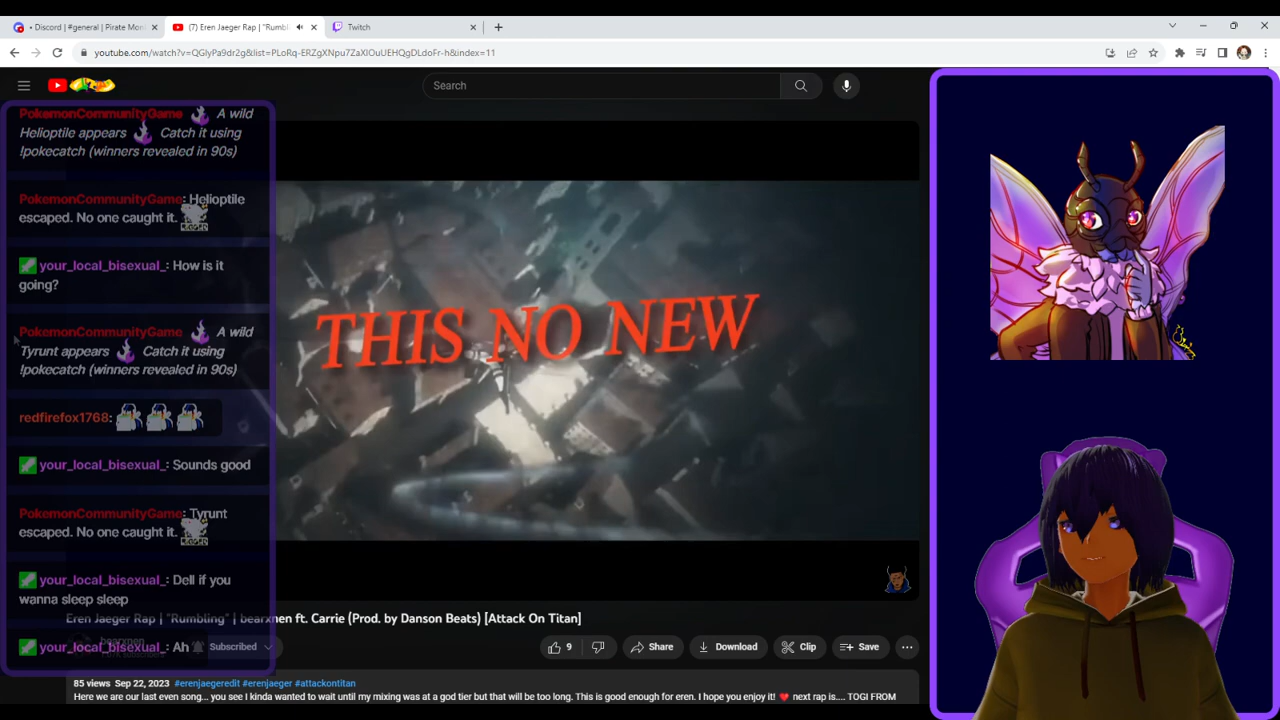 Discord | #general | Pirate Mon
(7) Eren Jaeger Rap | "Rumbli
Twitch
youtube.com/watch?v=QGlyPa9dr2g&list=PLoRq-ERZgXNpu7ZaXIOuUEHQgDLdoFr-h&index=11
Search
PokemonCommunityGame A wild
Helioptile appears Catch it using
!pokecatch (winners revealed in 90s)
PokemonCommunityGame: Helioptile
escaped. No one caught it.
your_local_bisexual_: How is it
going?
PokemonCommunityGame A wild
Tyrunt appears Catch it using
!pokecatch (winners revealed in 90s)
redfirefox1768:
your_local_bisexual_: Sounds good
PokemonCommunityGame: Tyrunt
escaped. No one caught it.
your_local_bisexual_: Dell if you
wanna sleep sleep
your_local_bisexual_: Ah
THIS NO NEW
Eren Jaeger Rap | "Rumbling" | bearxnen ft. Carrie (Prod. by Danson Beats) [Attack On Titan]
Subscribed
9
Share
Download
Clip
Save
85 views Sep 22, 2023 #erenjaegeredit #erenjaeger #attackontitan
Here we are our last even song... you see I kinda wanted to wait until my mixing was at a god tier but that will be too long. This is good enough for eren. I hope you enjoy it! ❤️ next rap is.... TOGI FROM